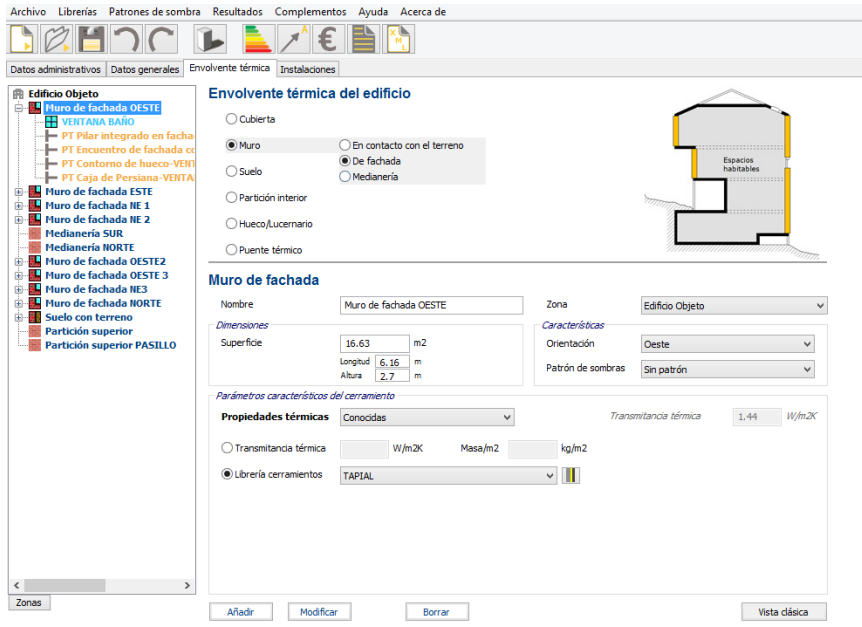 Archivo Librerías Patrones de sombra Resultados Complementos Ayuda Acerca de
Datos administrativos Datos generales Envolvente térmica Instalaciones
Edificio Objeto
Muro de fachada OESTE
VENTANA BAÑO
PT Pilar integrado en facha
PT Encuentro de fachada co
PT Contorno de hueco-VENT
PT Caja de Persiana-VENTA
Muro de fachada ESTE
Muro de fachada NE 1
Muro de fachada NE 2
Medianería SUR
Medianería NORTE
Muro de fachada OESTE2
Muro de fachada OESTE 3
Muro de fachada NE3
Muro de fachada NORTE
Suelo con terreno
Partición superior
Partición superior PASILLO
Zonas
Envolvente térmica del edificio
Cubierta
Muro
En contacto con el terreno
De fachada
Medianería
Suelo
Partición interior
Hueco/Lucernario
Puente térmico
Espacios
habitables
Muro de fachada
Nombre Muro de fachada OESTE Zona Edificio Objeto
Dimensiones
Superficie 16.63 m2
Longitud 6.16 m
Altura 2.7 m
Características
Orientación Oeste
Patrón de sombras Sin patrón
Parámetros característicos del cerramiento
Propiedades térmicas Conocidas Transmitancia térmica 1.44 W/m2K
Transmitancia térmica W/m2K Masa/m2 kg/m2
Librería cerramientos TAPIAL
Añadir Modificar Borrar Vista clásica